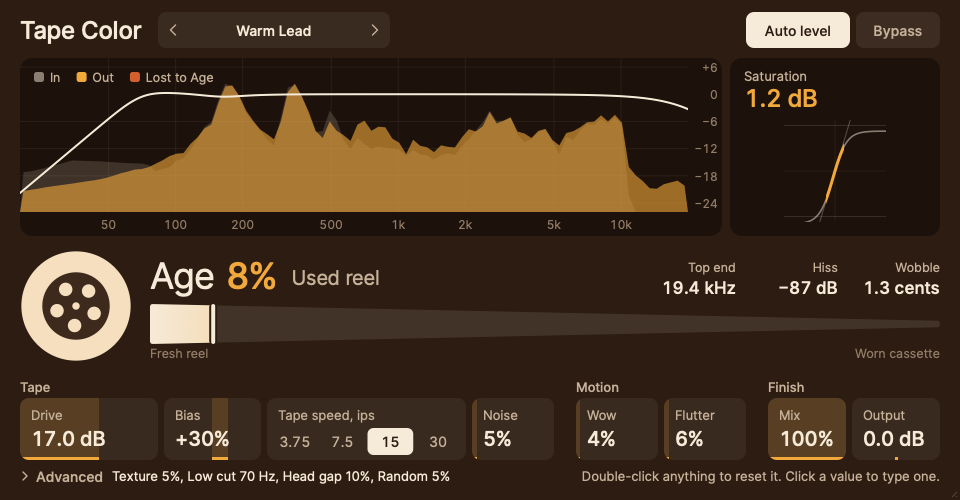 Tape Color
Warm Lead
Auto level
Bypass
In
Out
Lost to Age
+6
0
−6
−12
−18
−24
50
100
200
500
1k
2k
5k
10k
Saturation
1.2 dB
Age 8% Used reel
Top end
19.4 kHz
Hiss
−87 dB
Wobble
1.3 cents
Fresh reel
Worn cassette
Tape
Motion
Finish
Drive
17.0 dB
Bias
+30%
Tape speed, ips
3.75 7.5 15 30
Noise
5%
Wow
4%
Flutter
6%
Mix
100%
Output
0.0 dB
Advanced Texture 5%, Low cut 70 Hz, Head gap 10%, Random 5%
Double-click anything to reset it. Click a value to type one.